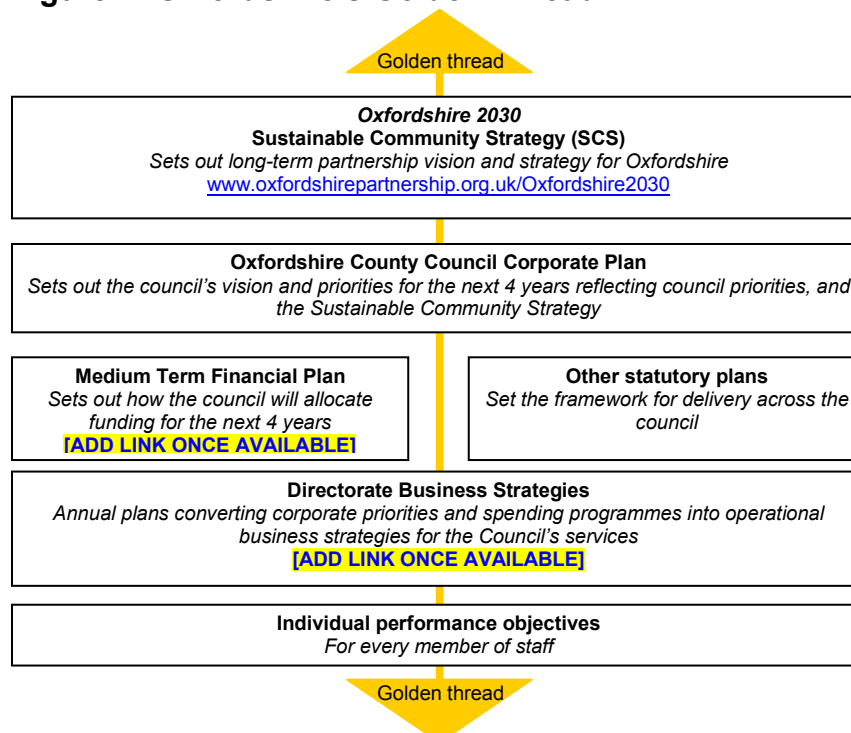 Golden thread
Oxfordshire 2030
Sustainable Community Strategy (SCS)
Sets out long-term partnership vision and strategy for Oxfordshire
www.oxfordshirepartnership.org.uk/Oxfordshire2030
Oxfordshire County Council Corporate Plan
Sets out the council's vision and priorities for the next 4 years reflecting council priorities, and
the Sustainable Community Strategy
Medium Term Financial Plan
Sets out how the council will allocate
funding for the next 4 years
[ADD LINK ONCE AVAILABLE]
Other statutory plans
Set the framework for delivery across the
council
Directorate Business Strategies
Annual plans converting corporate priorities and spending programmes into operational
business strategies for the Council's services
[ADD LINK ONCE AVAILABLE]
Individual performance objectives
For every member of staff
Golden thread